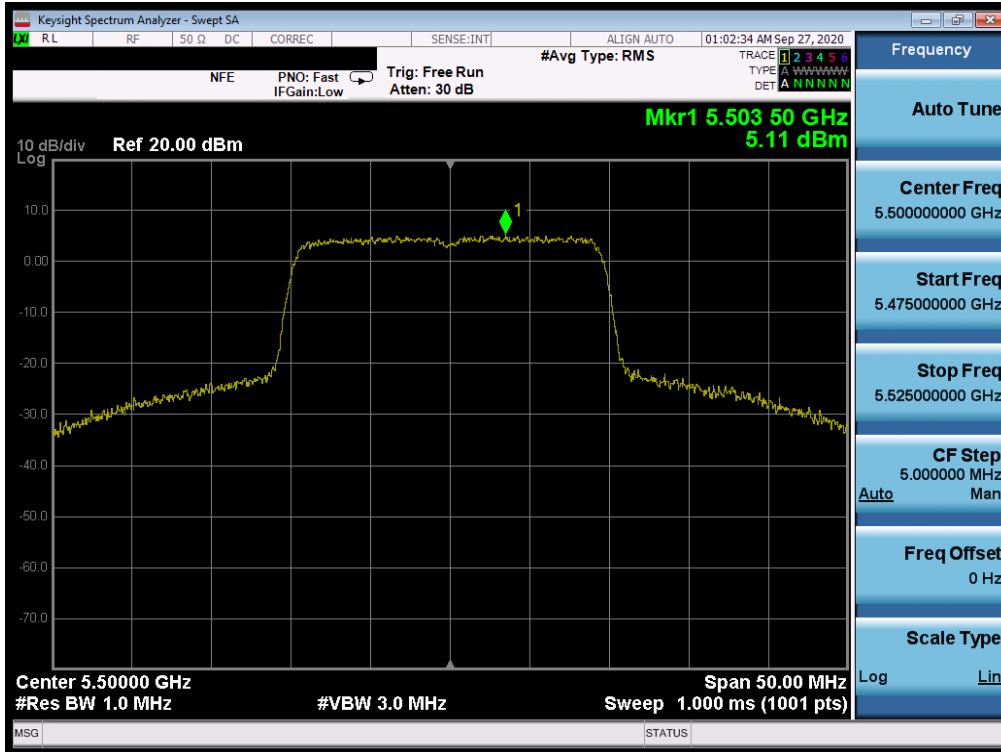 Keysight Spectrum Analyzer - Swept SA
LXI RL RF 50 Ω DC CORREC SENSE:INT ALIGN AUTO 01:02:34 AM Sep 27, 2020
NFE PNO: Fast Trig: Free Run #Avg Type: RMS TRACE 1 2 3 4 5 6
IFGain:Low Atten: 30 dB TYPE A WWWWW
DET A N N N N N
Mkr1 5.503 50 GHz
5.11 dBm
10 dB/div Ref 20.00 dBm
Log
1
10.0
0.00
-10.0
-20.0
-30.0
-40.0
-50.0
-60.0
-70.0
Center 5.50000 GHz Span 50.00 MHz
#Res BW 1.0 MHz #VBW 3.0 MHz Sweep 1.000 ms (1001 pts)
MSG STATUS
Frequency
Auto Tune
Center Freq
5.500000000 GHz
Start Freq
5.475000000 GHz
Stop Freq
5.525000000 GHz
CF Step
5.000000 MHz
Auto Man
Freq Offset
0 Hz
Scale Type
Log Lin